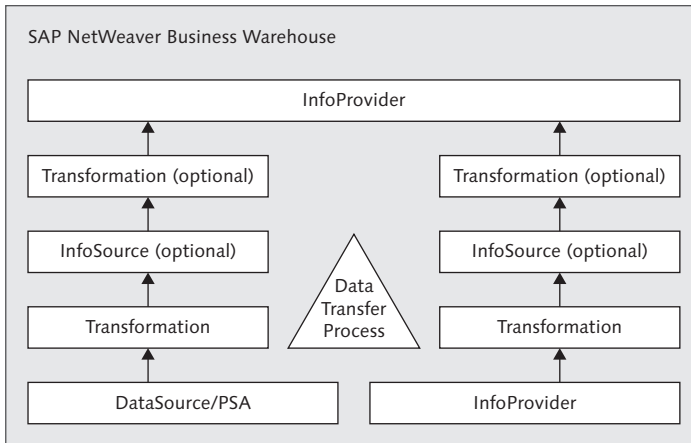 SAP NetWeaver Business Warehouse
InfoProvider
Transformation (optional)
Transformation (optional)
InfoSource (optional)
InfoSource (optional)
Data
Transfer
Process
Transformation
Transformation
DataSource/PSA
InfoProvider